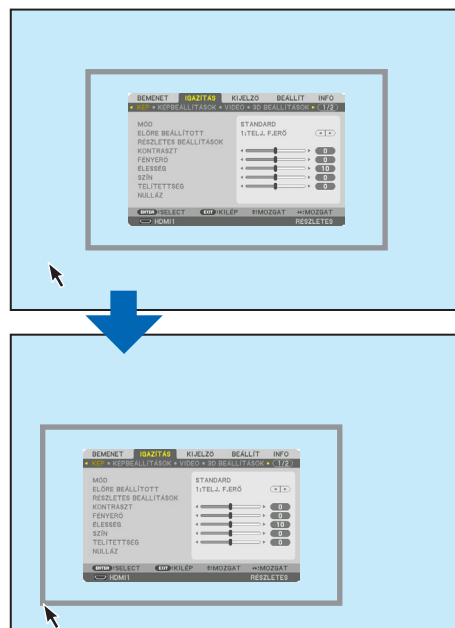 BEMENET IGAZÍTÁS KIJELZŐ BEÁLLÍT INFO
KÉP • KÉPBEÁLLÍTÁSOK • VIDEO • 3D BEÁLLÍTÁSOK • 1/2
MÓD STANDARD
ELŐRE BEÁLLÍTOTT 1:TELJ. F.ERŐ
RÉSZLETES BEÁLLÍTÁSOK
KONTRASZT 0
FÉNYERŐ 0
ÉLESSÉG 10
SZÍN 0
TELÍTETTSÉG 0
NULLÁZ
ENTER :SELECT EXIT :KILÉP ↕:MOZGAT ↔:MOZGAT
HDMI1 RÉSZLETES
BEMENET IGAZÍTÁS KIJELZŐ BEÁLLÍT INFO
KÉP • KÉPBEÁLLÍTÁSOK • VIDEO • 3D BEÁLLÍTÁSOK • 1/2
MÓD STANDARD
ELŐRE BEÁLLÍTOTT 1:TELJ. F.ERŐ
RÉSZLETES BEÁLLÍTÁSOK
KONTRASZT 0
FÉNYERŐ 0
ÉLESSÉG 10
SZÍN 0
TELÍTETTSÉG 0
NULLÁZ
ENTER :SELECT EXIT :KILÉP ↕:MOZGAT ↔:MOZGAT
HDMI1 RÉSZLETES